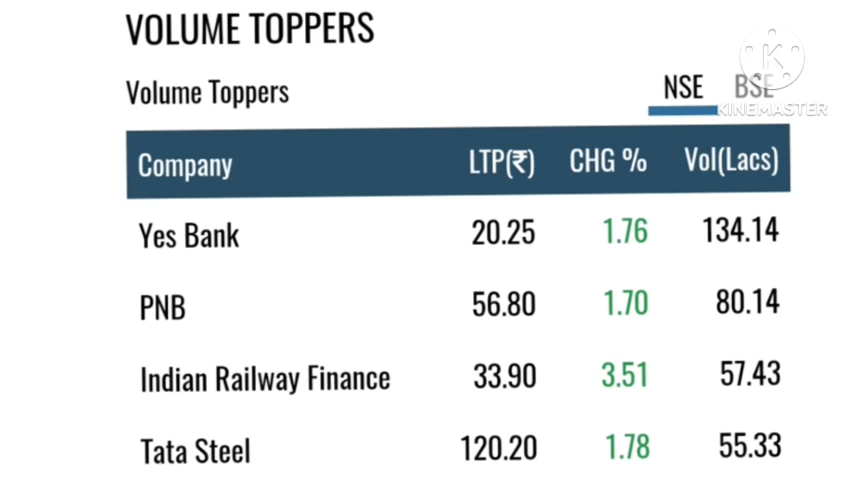 VOLUME TOPPERS
Volume Toppers NSE BSE
KINEMASTER
Company LTP(₹) CHG % Vol(Lacs)
Yes Bank 20.25 1.76 134.14
PNB 56.80 1.70 80.14
Indian Railway Finance 33.90 3.51 57.43
Tata Steel 120.20 1.78 55.33